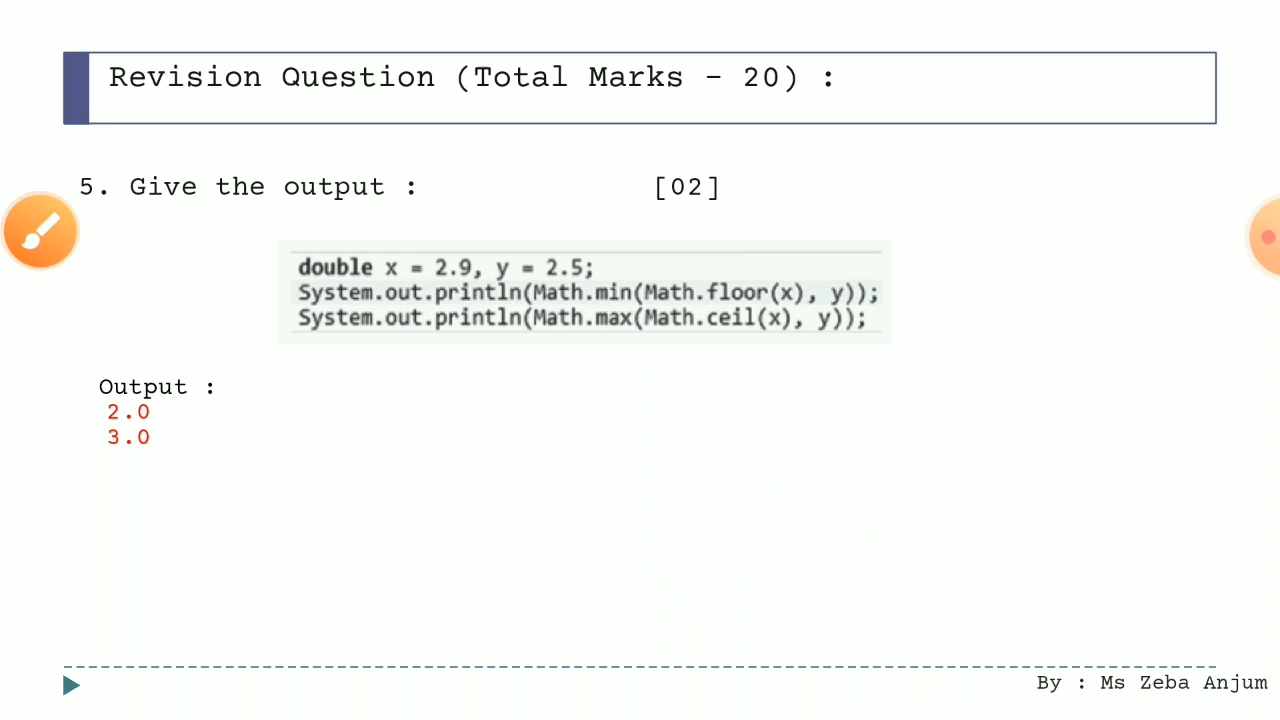 Revision Question (Total Marks - 20) :
5. Give the output : [02]
double x = 2.9, y = 2.5;
System.out.println(Math.min(Math.floor(x), y));
System.out.println(Math.max(Math.ceil(x), y));
Output :
2.0
3.0
By : Ms Zeba Anjum